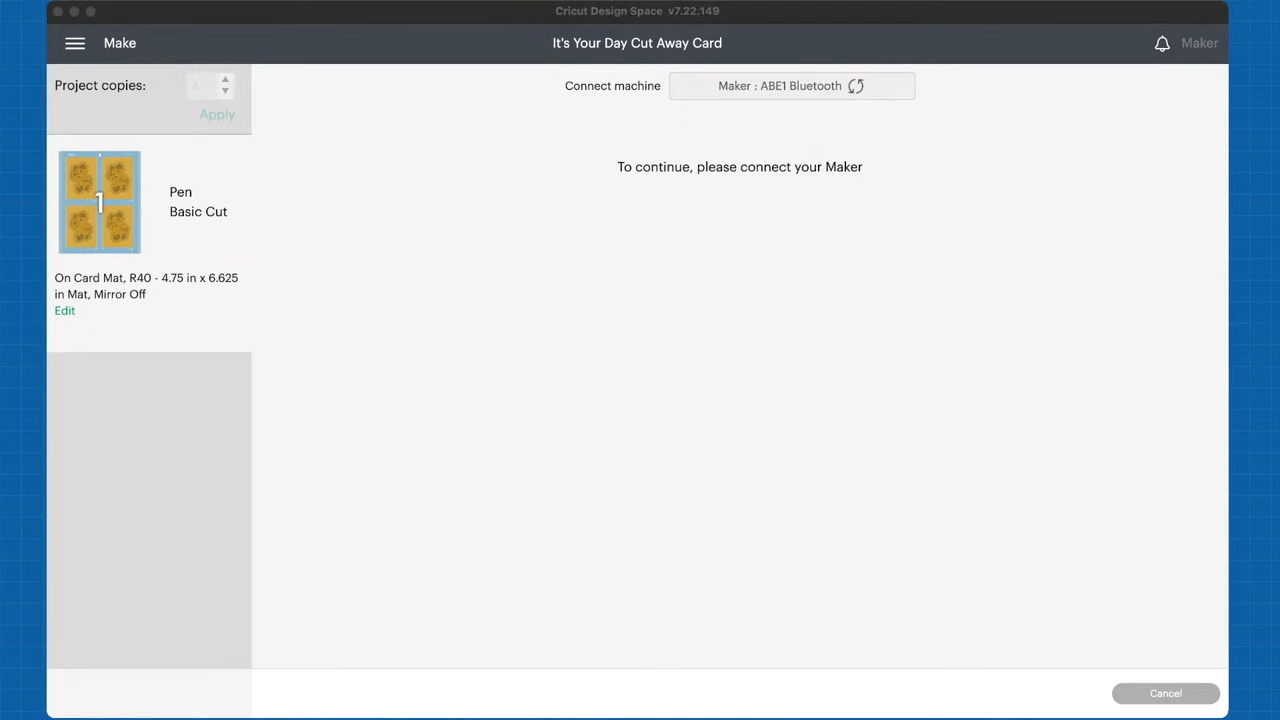 Cricut Design Space v7.22.149
Make
It's Your Day Cut Away Card
Maker
Project copies:
Apply
Connect machine
Maker : ABE1 Bluetooth
To continue, please connect your Maker
1
Pen
Basic Cut
On Card Mat, R40 - 4.75 in x 6.625
in Mat, Mirror Off
Edit
Cancel